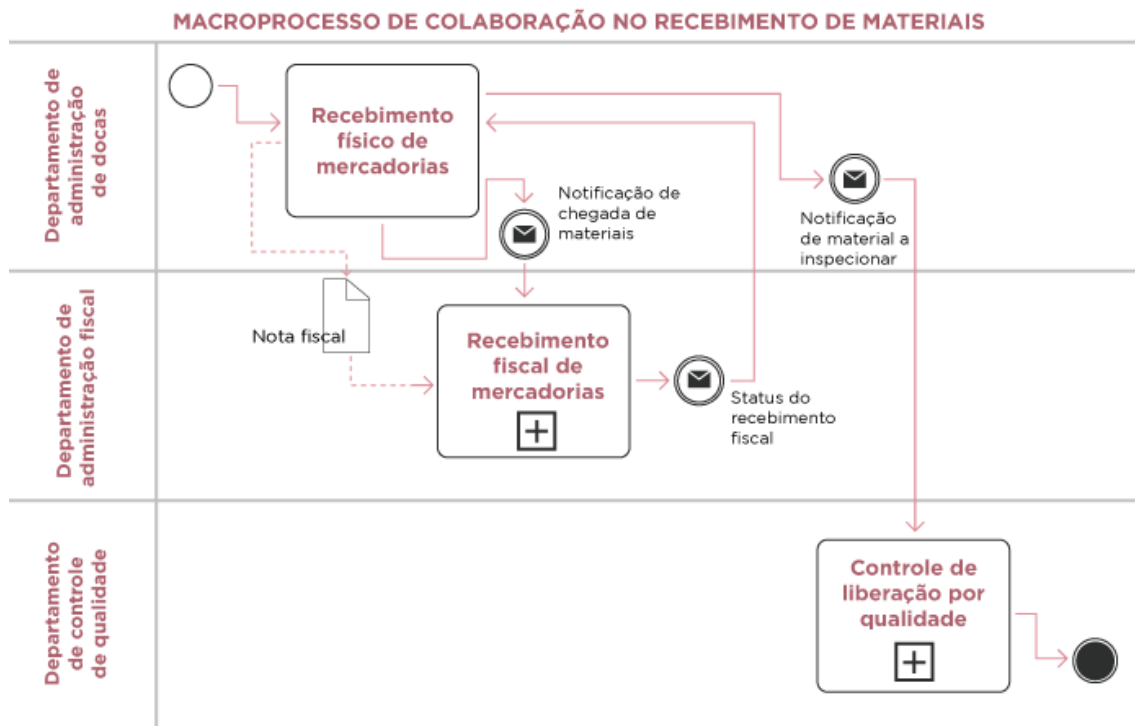 MACROPROCESSO DE COLABORAÇÃO NO RECEBIMENTO DE MATERIAIS
Departamento de
administração
de docas
Recebimento
físico de
mercadorias
Notificação de
chegada de
materiais
Notificação
de material a
inspecionar
Departamento de
administração fiscal
Nota fiscal
Recebimento
fiscal de
mercadorias
Status do
recebimento
fiscal
Departamento
de controle
de qualidade
Controle de
liberação por
qualidade